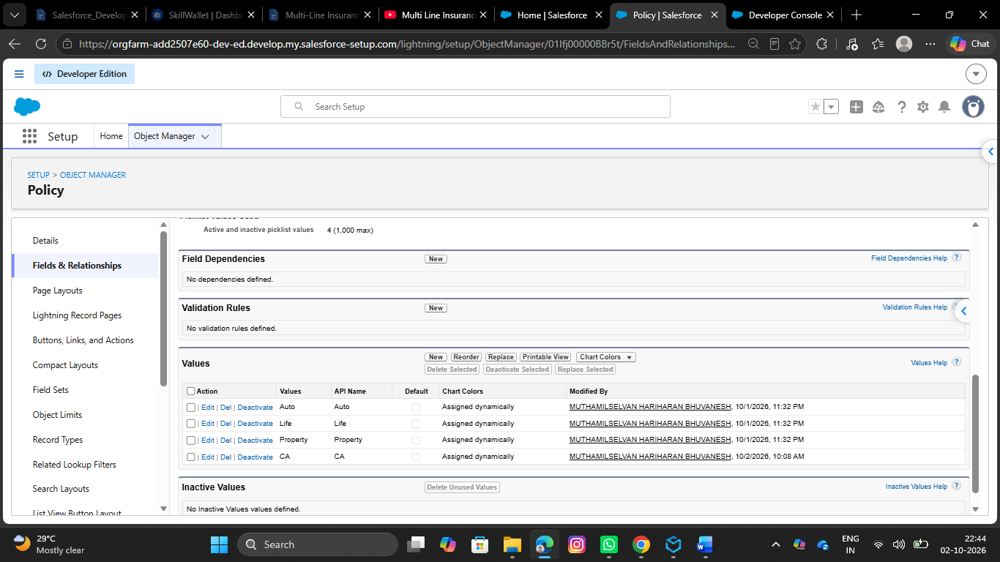 Salesforce_Develop
SkillWallet | Dashb
Multi-Line Insuranc
Multi Line Insuranc
Home | Salesforce
Policy | Salesforce
Developer Console
https://orgfarm-add2507e60-dev-ed.develop.my.salesforce-setup.com/lightning/setup/ObjectManager/01Ifj00000BBr5t/FieldsAndRelationships...
Chat
Developer Edition
Search Setup
Setup
Home
Object Manager
SETUP > OBJECT MANAGER
Policy
Details
Fields & Relationships
Page Layouts
Lightning Record Pages
Buttons, Links, and Actions
Compact Layouts
Field Sets
Object Limits
Record Types
Related Lookup Filters
Search Layouts
List View Button Layout
Picklist Values Used
Active and inactive picklist values 4 (1,000 max)
Field Dependencies New Field Dependencies Help ?
No dependencies defined.
Validation Rules New Validation Rules Help ?
No validation rules defined.
Values New Reorder Replace Printable View Chart Colors Values Help ?
Delete Selected Deactivate Selected Replace Selected
Action Values API Name Default Chart Colors Modified By
| Edit | Del | Deactivate Auto Auto Assigned dynamically MUTHAMILSELVAN HARIHARAN BHUVANESH, 10/1/2026, 11:32 PM
| Edit | Del | Deactivate Life Life Assigned dynamically MUTHAMILSELVAN HARIHARAN BHUVANESH, 10/1/2026, 11:32 PM
| Edit | Del | Deactivate Property Property Assigned dynamically MUTHAMILSELVAN HARIHARAN BHUVANESH, 10/1/2026, 11:32 PM
| Edit | Del | Deactivate CA CA Assigned dynamically MUTHAMILSELVAN HARIHARAN BHUVANESH, 10/2/2026, 10:08 AM
Inactive Values Delete Unused Values Inactive Values Help ?
No Inactive Values values defined.
29°C
Mostly clear
Search
ENG
IN
22:44
02-10-2026